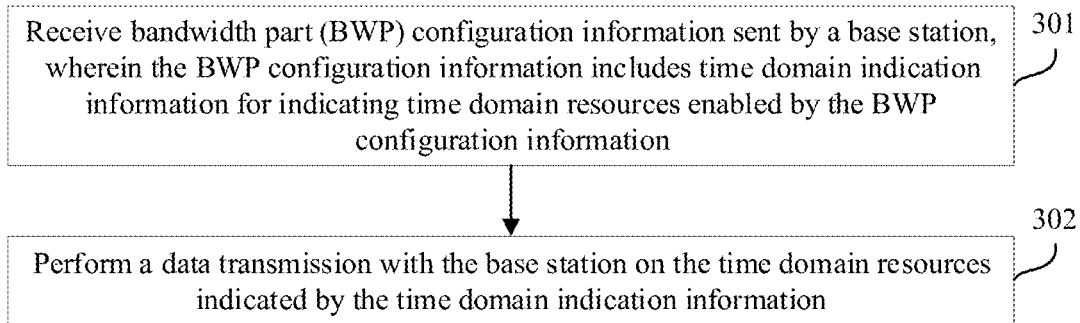 Receive bandwidth part (BWP) configuration information sent by a base station,
wherein the BWP configuration information includes time domain indication
information for indicating time domain resources enabled by the BWP
configuration information
301
Perform a data transmission with the base station on the time domain resources
indicated by the time domain indication information
302